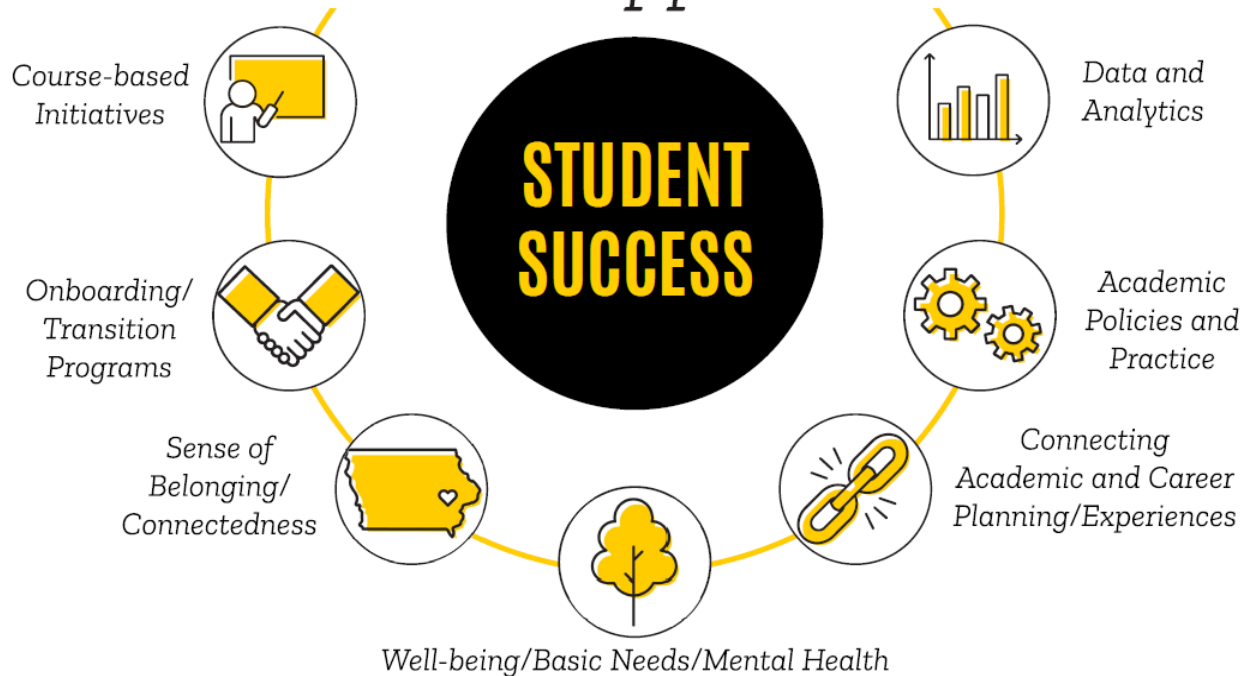 Course-based
Initiatives
STUDENT
SUCCESS
Data and
Analytics
Onboarding/
Transition
Programs
Academic
Policies and
Practice
Sense of
Belonging/
Connectedness
Connecting
Academic and Career
Planning/Experiences
Well-being/Basic Needs/Mental Health